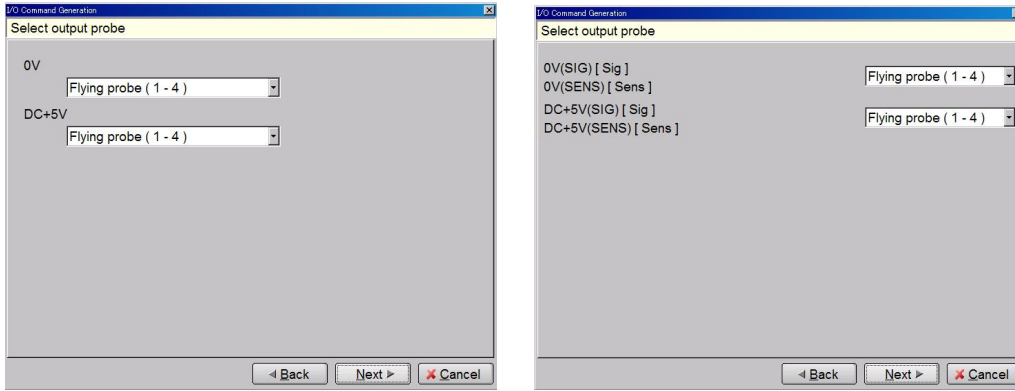 I/O Command Generation
Select output probe
0V
Flying probe ( 1 - 4 )
DC+5V
Flying probe ( 1 - 4 )
Back Next Cancel
I/O Command Generation
Select output probe
0V(SIG) [ Sig ]
0V(SENS) [ Sens ]
Flying probe ( 1 - 4 )
DC+5V(SIG) [ Sig ]
DC+5V(SENS) [ Sens ]
Flying probe ( 1 - 4 )
Back Next Cancel